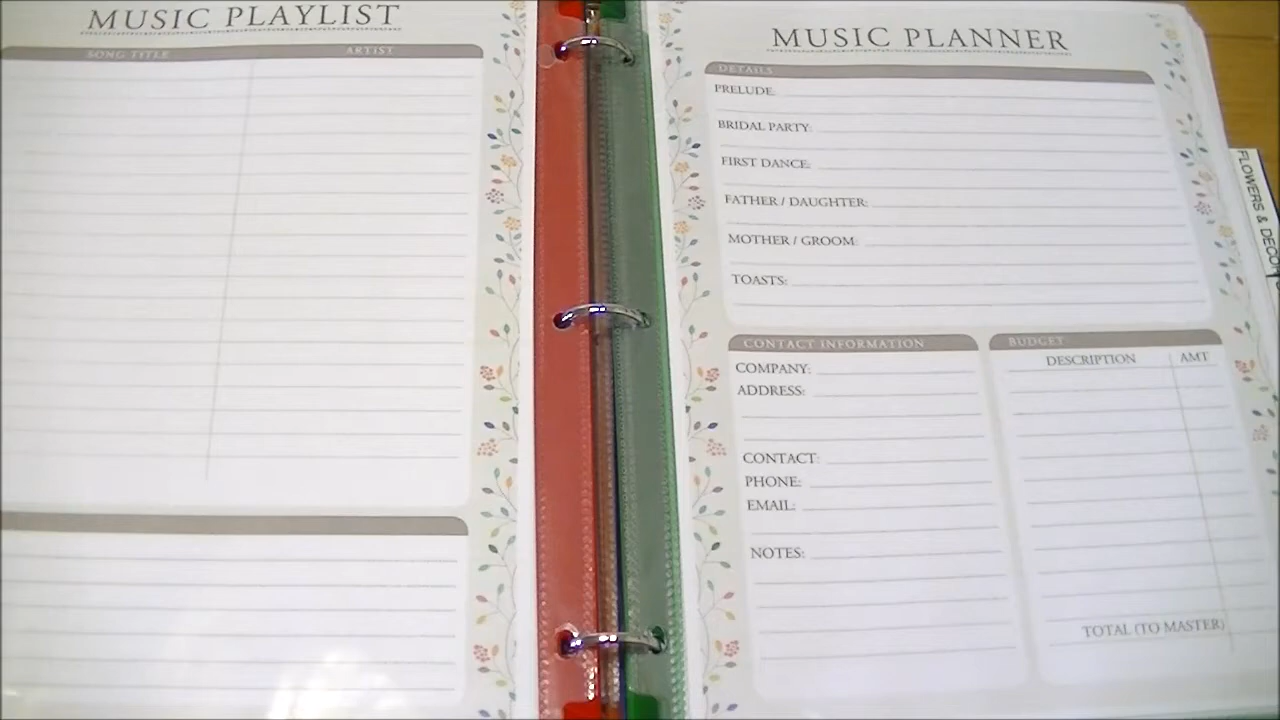 MUSIC PLAYLIST
SONG TITLE ARTIST
MUSIC PLANNER
DETAILS
PRELUDE:
BRIDAL PARTY:
FIRST DANCE:
FATHER / DAUGHTER:
MOTHER / GROOM:
TOASTS:
CONTACT INFORMATION
COMPANY:
ADDRESS:
CONTACT:
PHONE:
EMAIL:
NOTES:
BUDGET
DESCRIPTION AMT
TOTAL (TO MASTER)
FLOWERS & DECOR